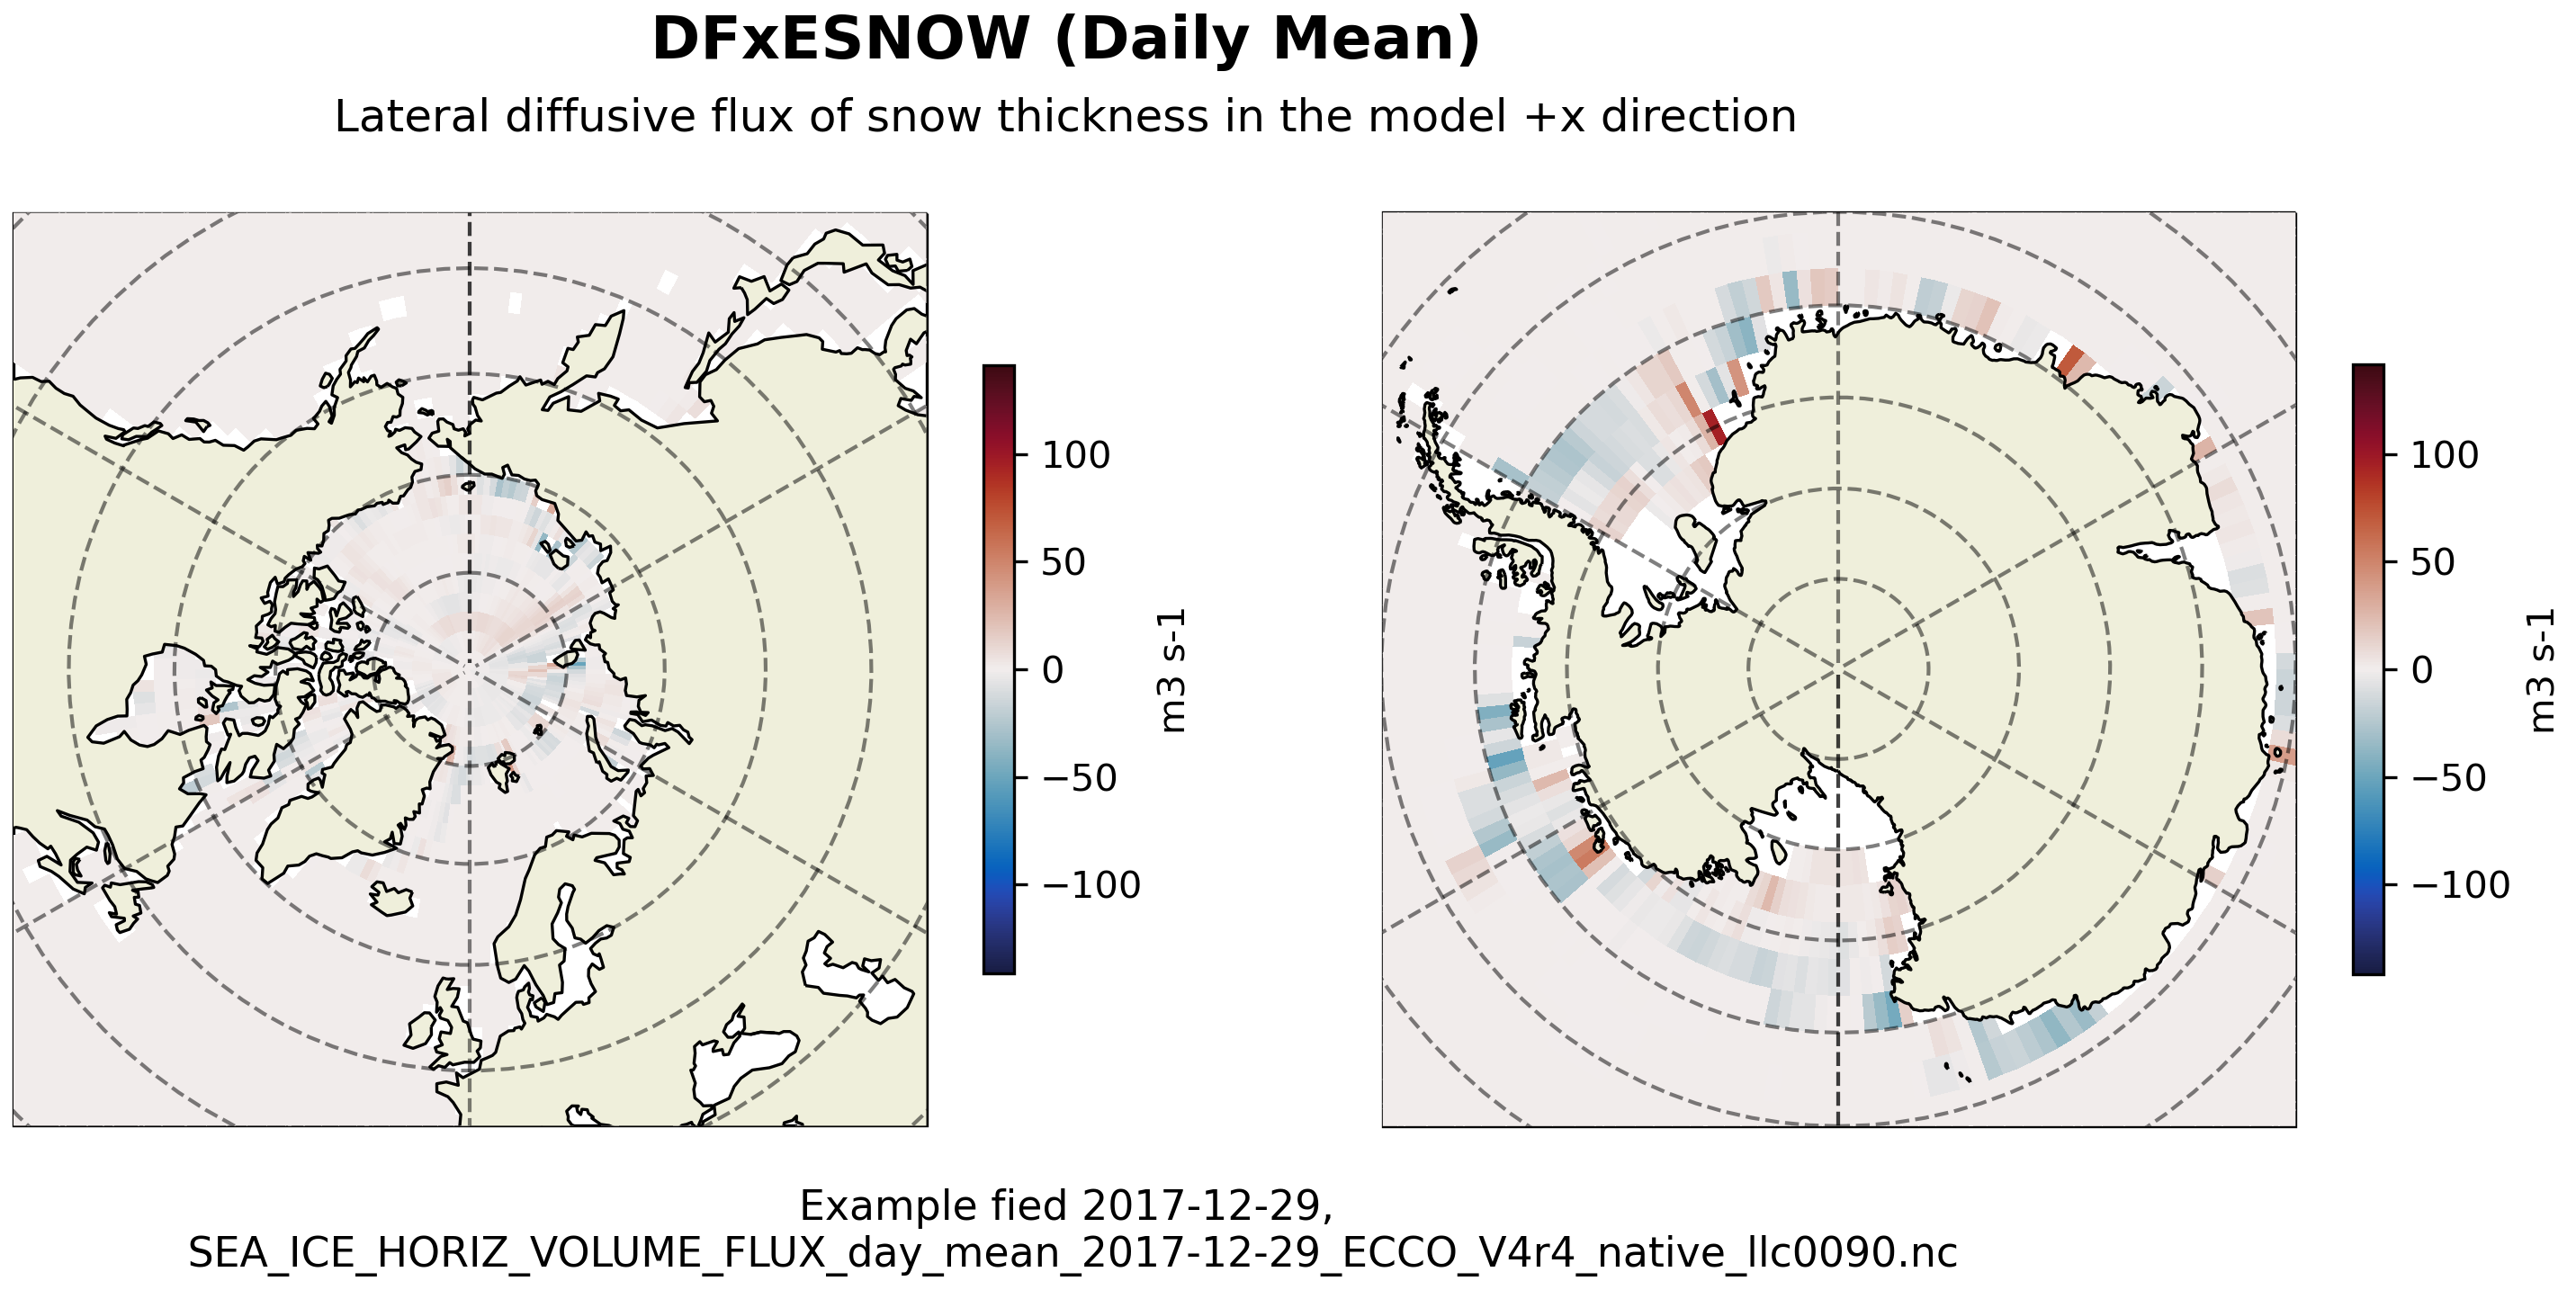 DFxESNOW (Daily Mean)
Lateral diffusive flux of snow thickness in the model +x direction
100
50
0
−50
−100
m3 s-1
100
50
0
−50
−100
m3 s-1
Example fied 2017-12-29,
SEA_ICE_HORIZ_VOLUME_FLUX_day_mean_2017-12-29_ECCO_V4r4_native_llc0090.nc